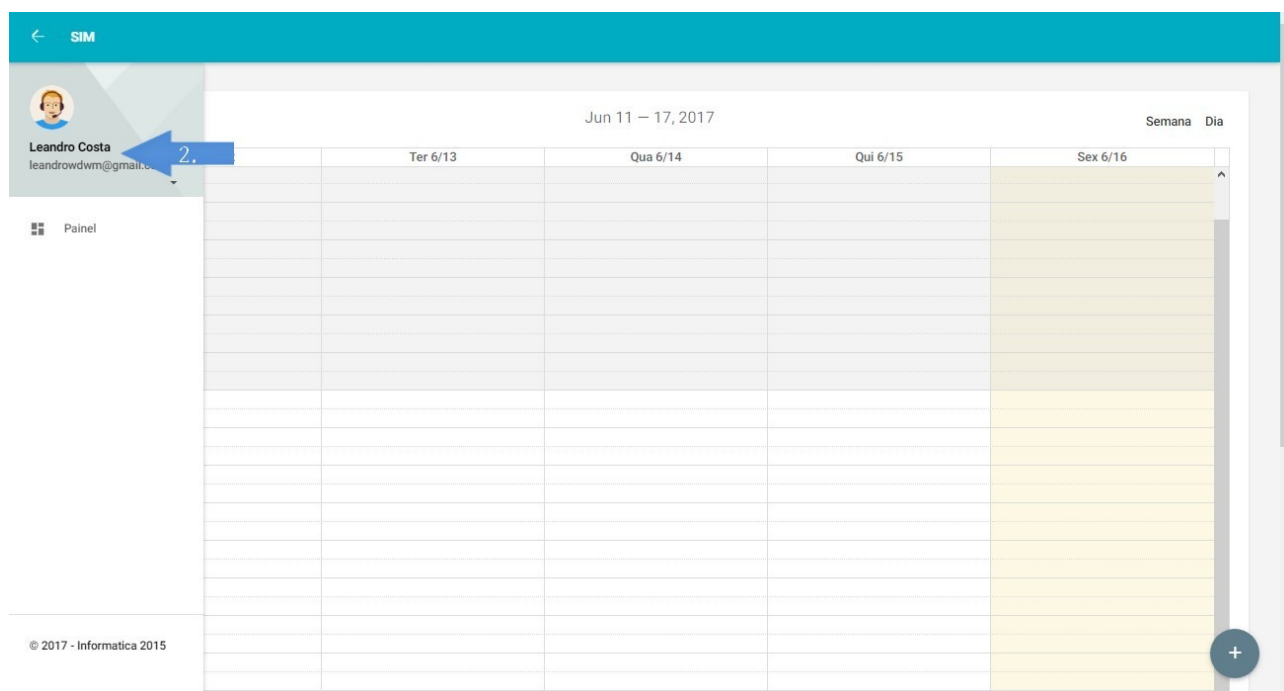 SIM
Jun 11 — 17, 2017
Semana Dia
Leandro Costa
2.
Ter 6/13
Qua 6/14
Qui 6/15
Sex 6/16
Painel
© 2017 - Informatica 2015
+